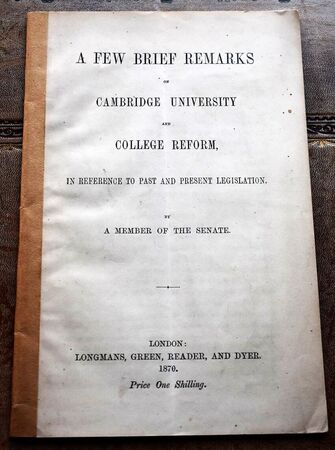 A FEW BRIEF REMARKS
ON
CAMBRIDGE UNIVERSITY
AND
COLLEGE REFORM,
IN REFERENCE TO PAST AND PRESENT LEGISLATION.
BY
A MEMBER OF THE SENATE.
LONDON:
LONGMANS, GREEN, READER, AND DYER.
1870.
Price One Shilling.